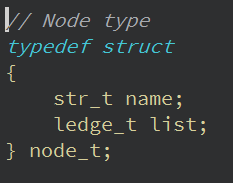 // Node type
typedef struct
{
    str_t name;
    ledge_t list;
} node_t;